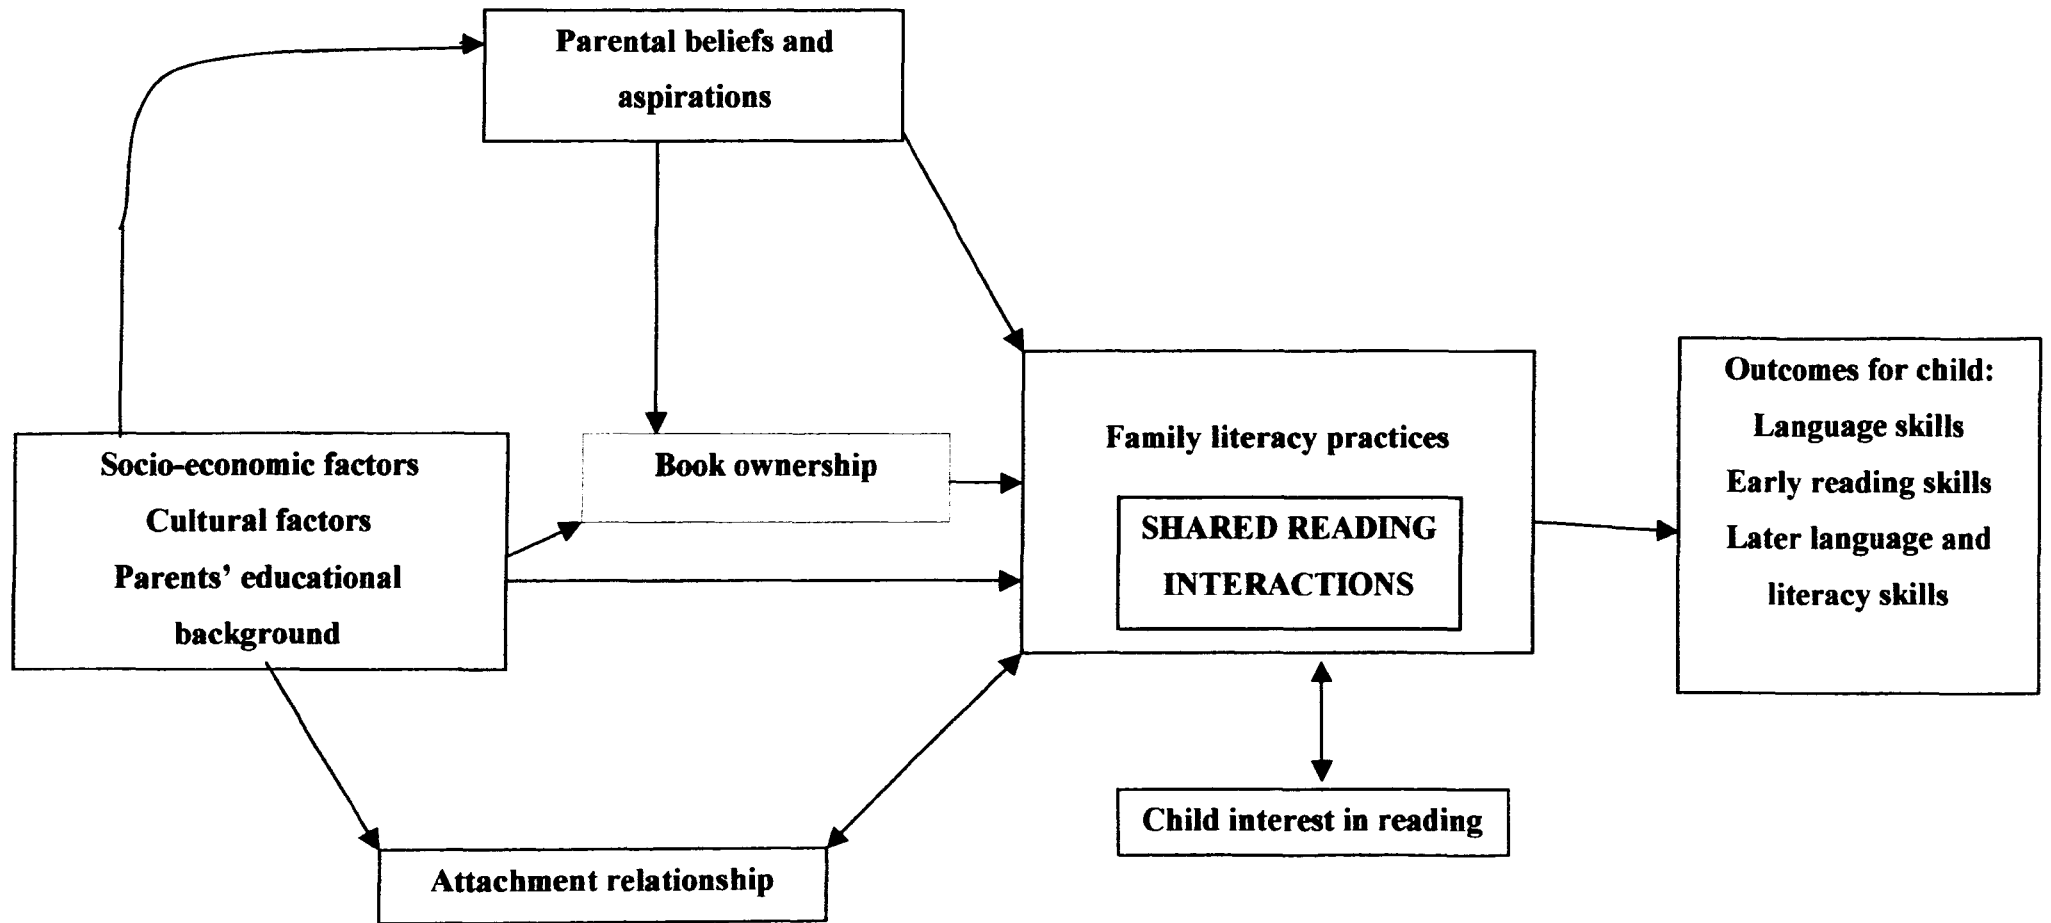 Parental beliefs and
aspirations
Socio-economic factors
Cultural factors
Parents’ educational
background
Book ownership
Family literacy practices
SHARED READING
INTERACTIONS
Outcomes for child:
Language skills
Early reading skills
Later language and
literacy skills
Child interest in reading
Attachment relationship